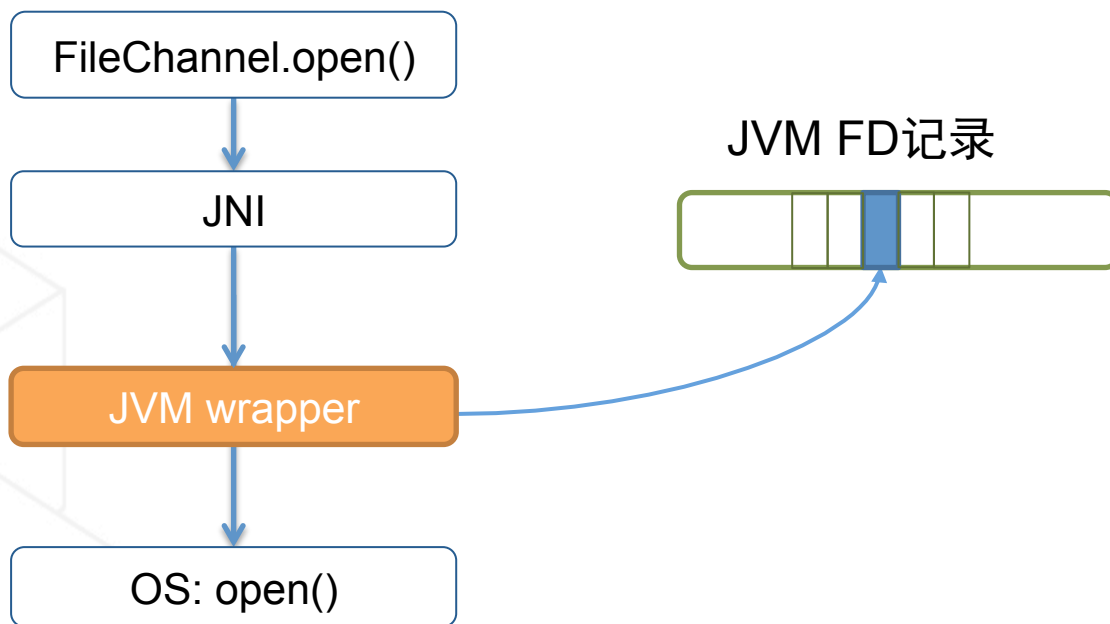 FileChannel.open()
JNI
JVM wrapper
OS: open()
JVM FD记录